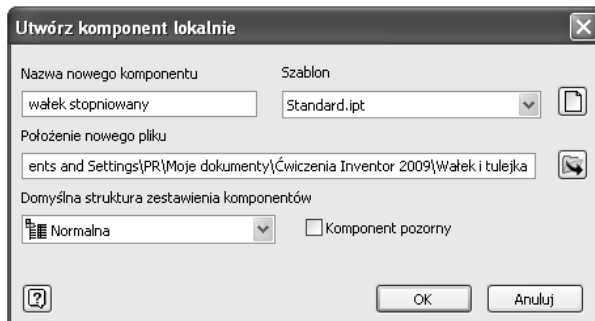 Utwórz komponent lokalnie
Nazwa nowego komponentu
Szablon
wałek stopniowany
Standard.ipt
Położenie nowego pliku
ents and Settings\PR\Moje dokumenty\Ćwiczenia Inventor 2009\Wałek i tulejka
Domyślna struktura zestawienia komponentów
Normalna
Komponent pozorny
?
OK
Anuluj